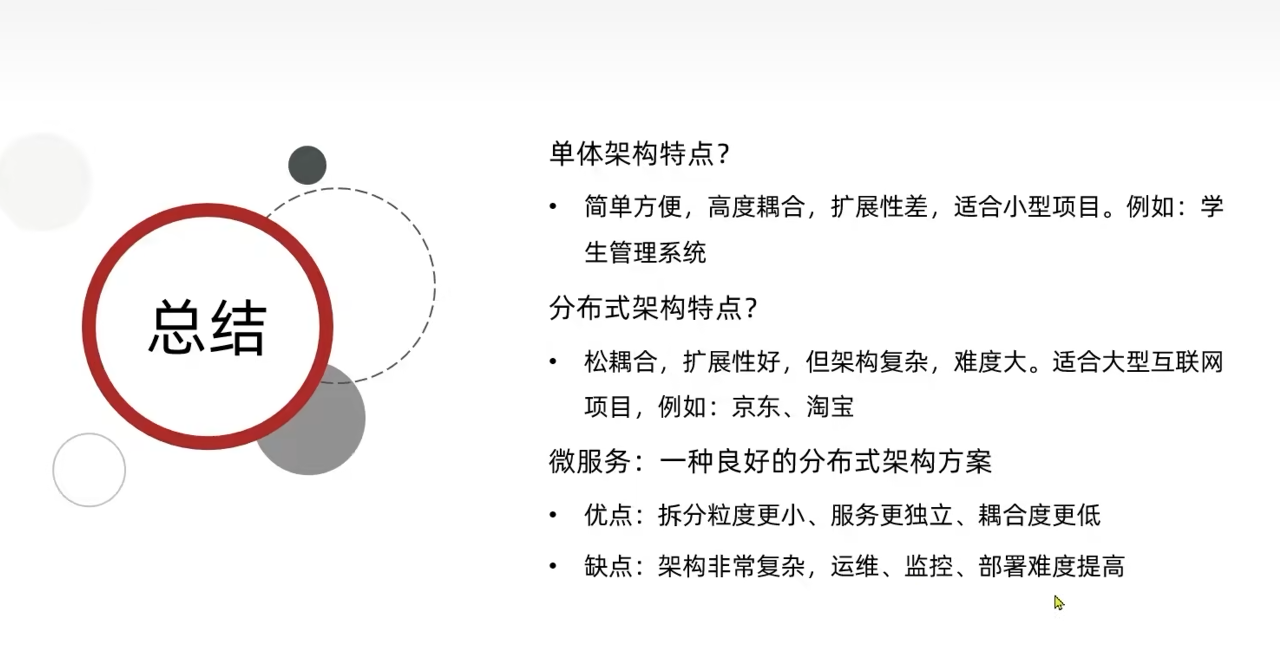 总结
单体架构特点？
• 简单方便，高度耦合，扩展性差，适合小型项目。例如：学
生管理系统
分布式架构特点？
• 松耦合，扩展性好，但架构复杂，难度大。适合大型互联网
项目，例如：京东、淘宝
微服务：一种良好的分布式架构方案
• 优点：拆分粒度更小、服务更独立、耦合度更低
• 缺点：架构非常复杂，运维、监控、部署难度提高